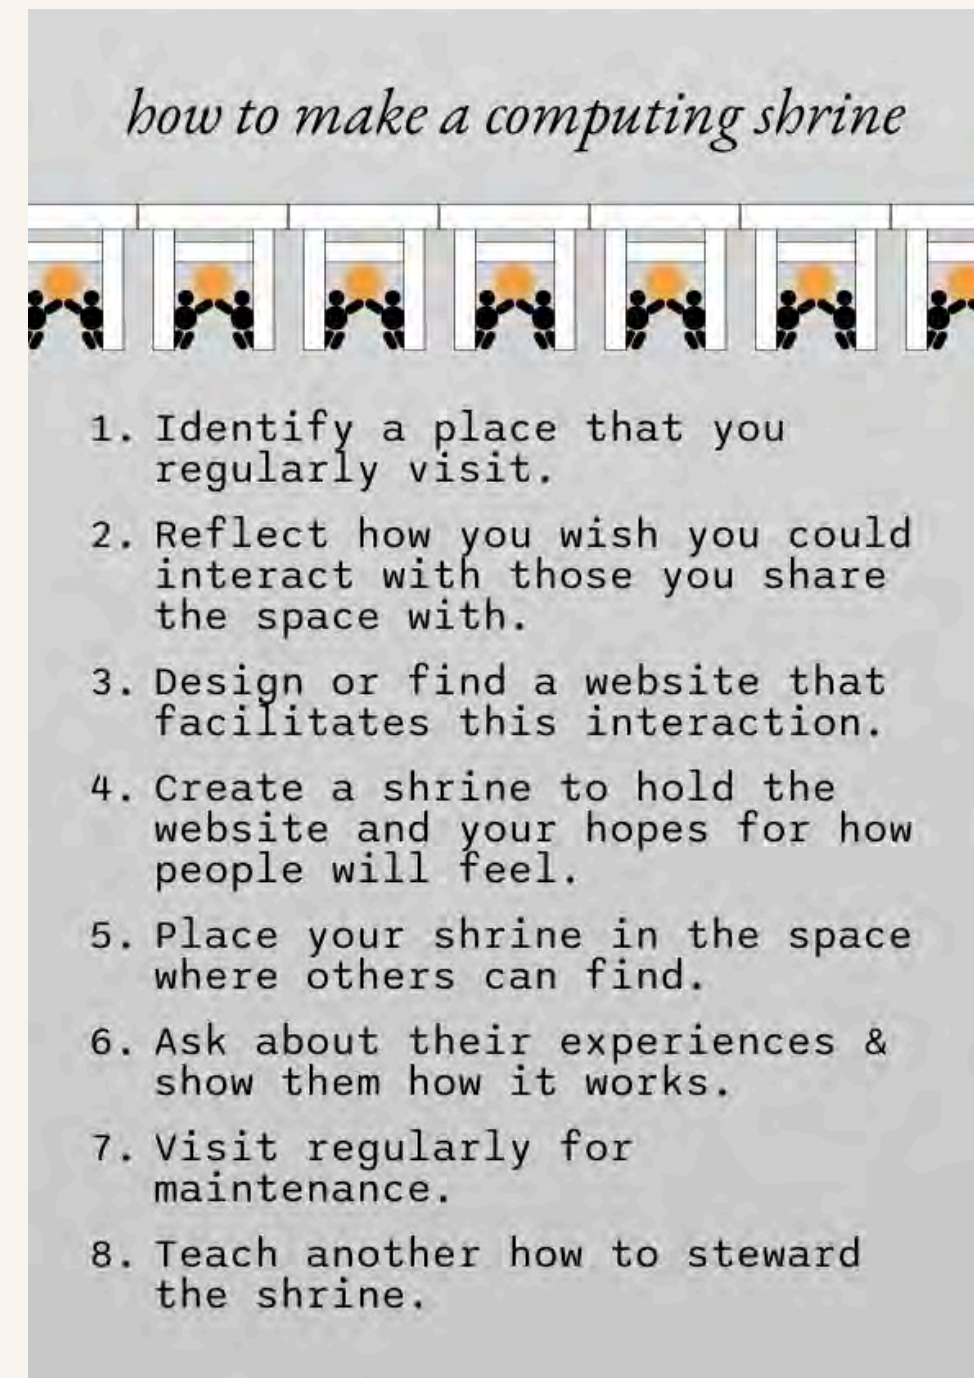 how to make a computing shrine
1. Identify a place that you
regularly visit.
2. Reflect how you wish you could
interact with those you share
the space with.
3. Design or find a website that
facilitates this interaction.
4. Create a shrine to hold the
website and your hopes for how
people will feel.
5. Place your shrine in the space
where others can find.
6. Ask about their experiences &
show them how it works.
7. Visit regularly for
maintenance.
8. Teach another how to steward
the shrine.